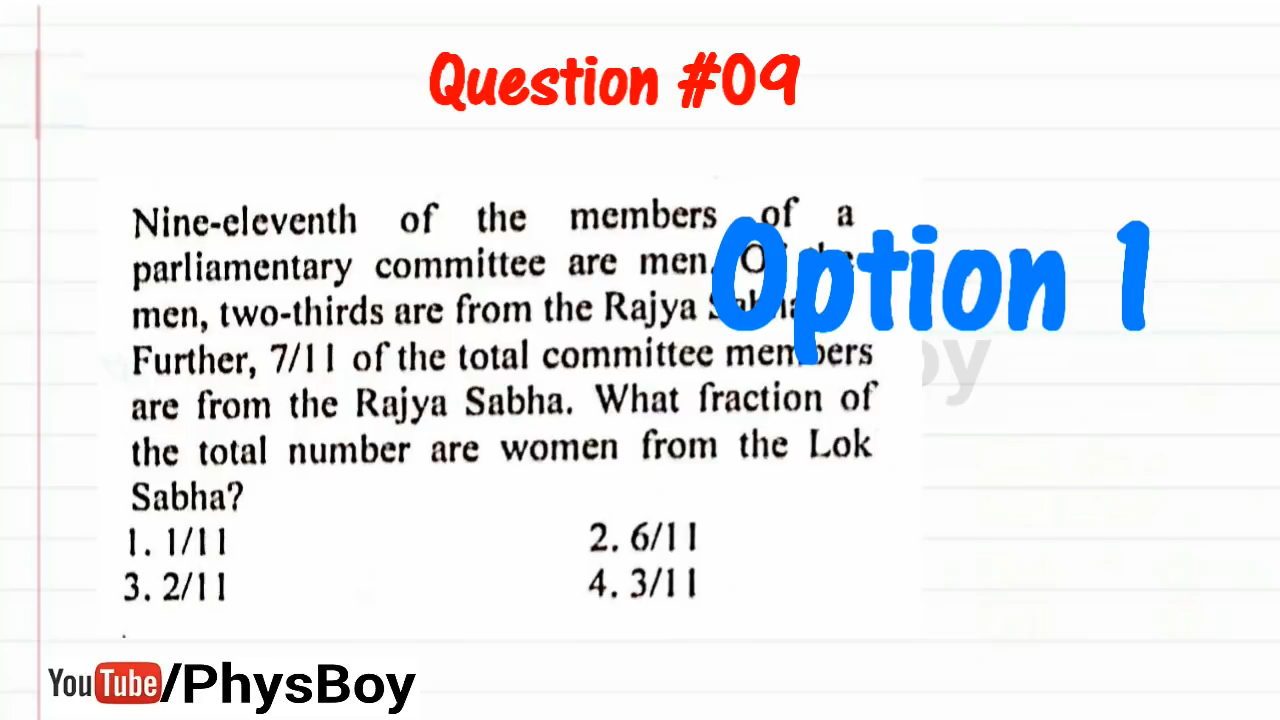 Question #09
Nine-eleventh of the members of a
parliamentary committee are men. Of the
men, two-thirds are from the Rajya Sabha.
Option 1
Further, 7/11 of the total committee members
are from the Rajya Sabha. What fraction of
the total number are women from the Lok
Sabha?
1. 1/11
2. 6/11
3. 2/11
4. 3/11
YouTube/PhysBoy